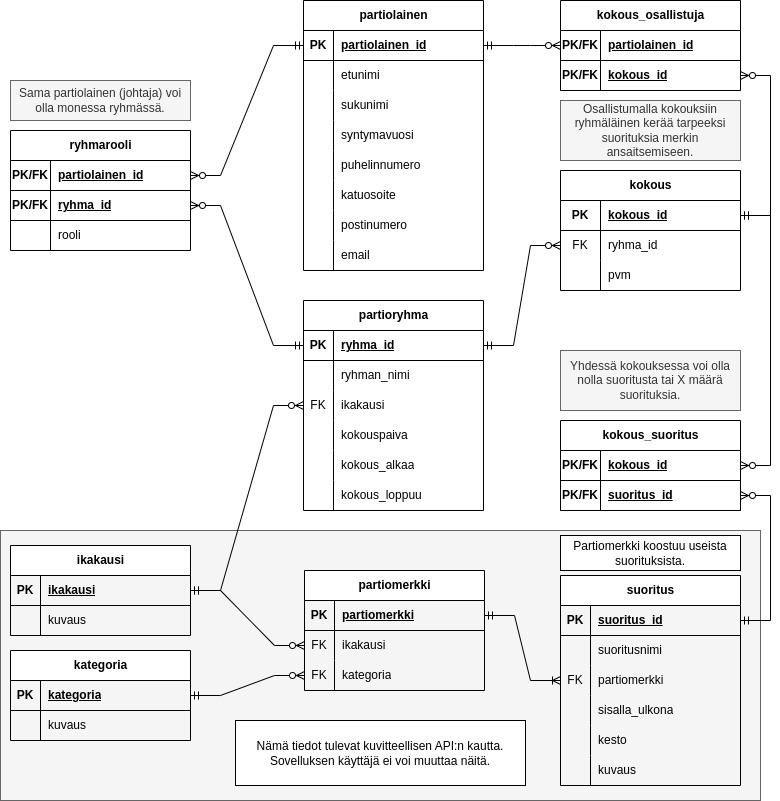 partiolainen
PK partiolainen_id
etunimi
sukunimi
syntymavuosi
puhelinnumero
katuosoite
postinumero
email
kokous_osallistuja
PK/FK partiolainen_id
PK/FK kokous_id
Osallistumalla kokouksiin
ryhmäläinen kerää tarpeeksi
suorituksia merkin
ansaitsemiseen.
Sama partiolainen (johtaja) voi
olla monessa ryhmässä.
ryhmarooli
PK/FK partiolainen_id
PK/FK ryhma_id
rooli
kokous
PK kokous_id
FK ryhma_id
pvm
partioryhma
PK ryhma_id
ryhman_nimi
FK ikakausi
kokouspaiva
kokous_alkaa
kokous_loppuu
Yhdessä kokouksessa voi olla
nolla suoritusta tai X määrä
suorituksia.
kokous_suoritus
PK/FK kokous_id
PK/FK suoritus_id
ikakausi
PK ikakausi
kuvaus
kategoria
PK kategoria
kuvaus
partiomerkki
PK partiomerkki
FK ikakausi
FK kategoria
Partiomerkki koostuu useista
suorituksista.
suoritus
PK suoritus_id
suoritusnimi
FK partiomerkki
sisalla_ulkona
kesto
kuvaus
Nämä tiedot tulevat kuvitteellisen API:n kautta.
Sovelluksen käyttäjä ei voi muuttaa näitä.